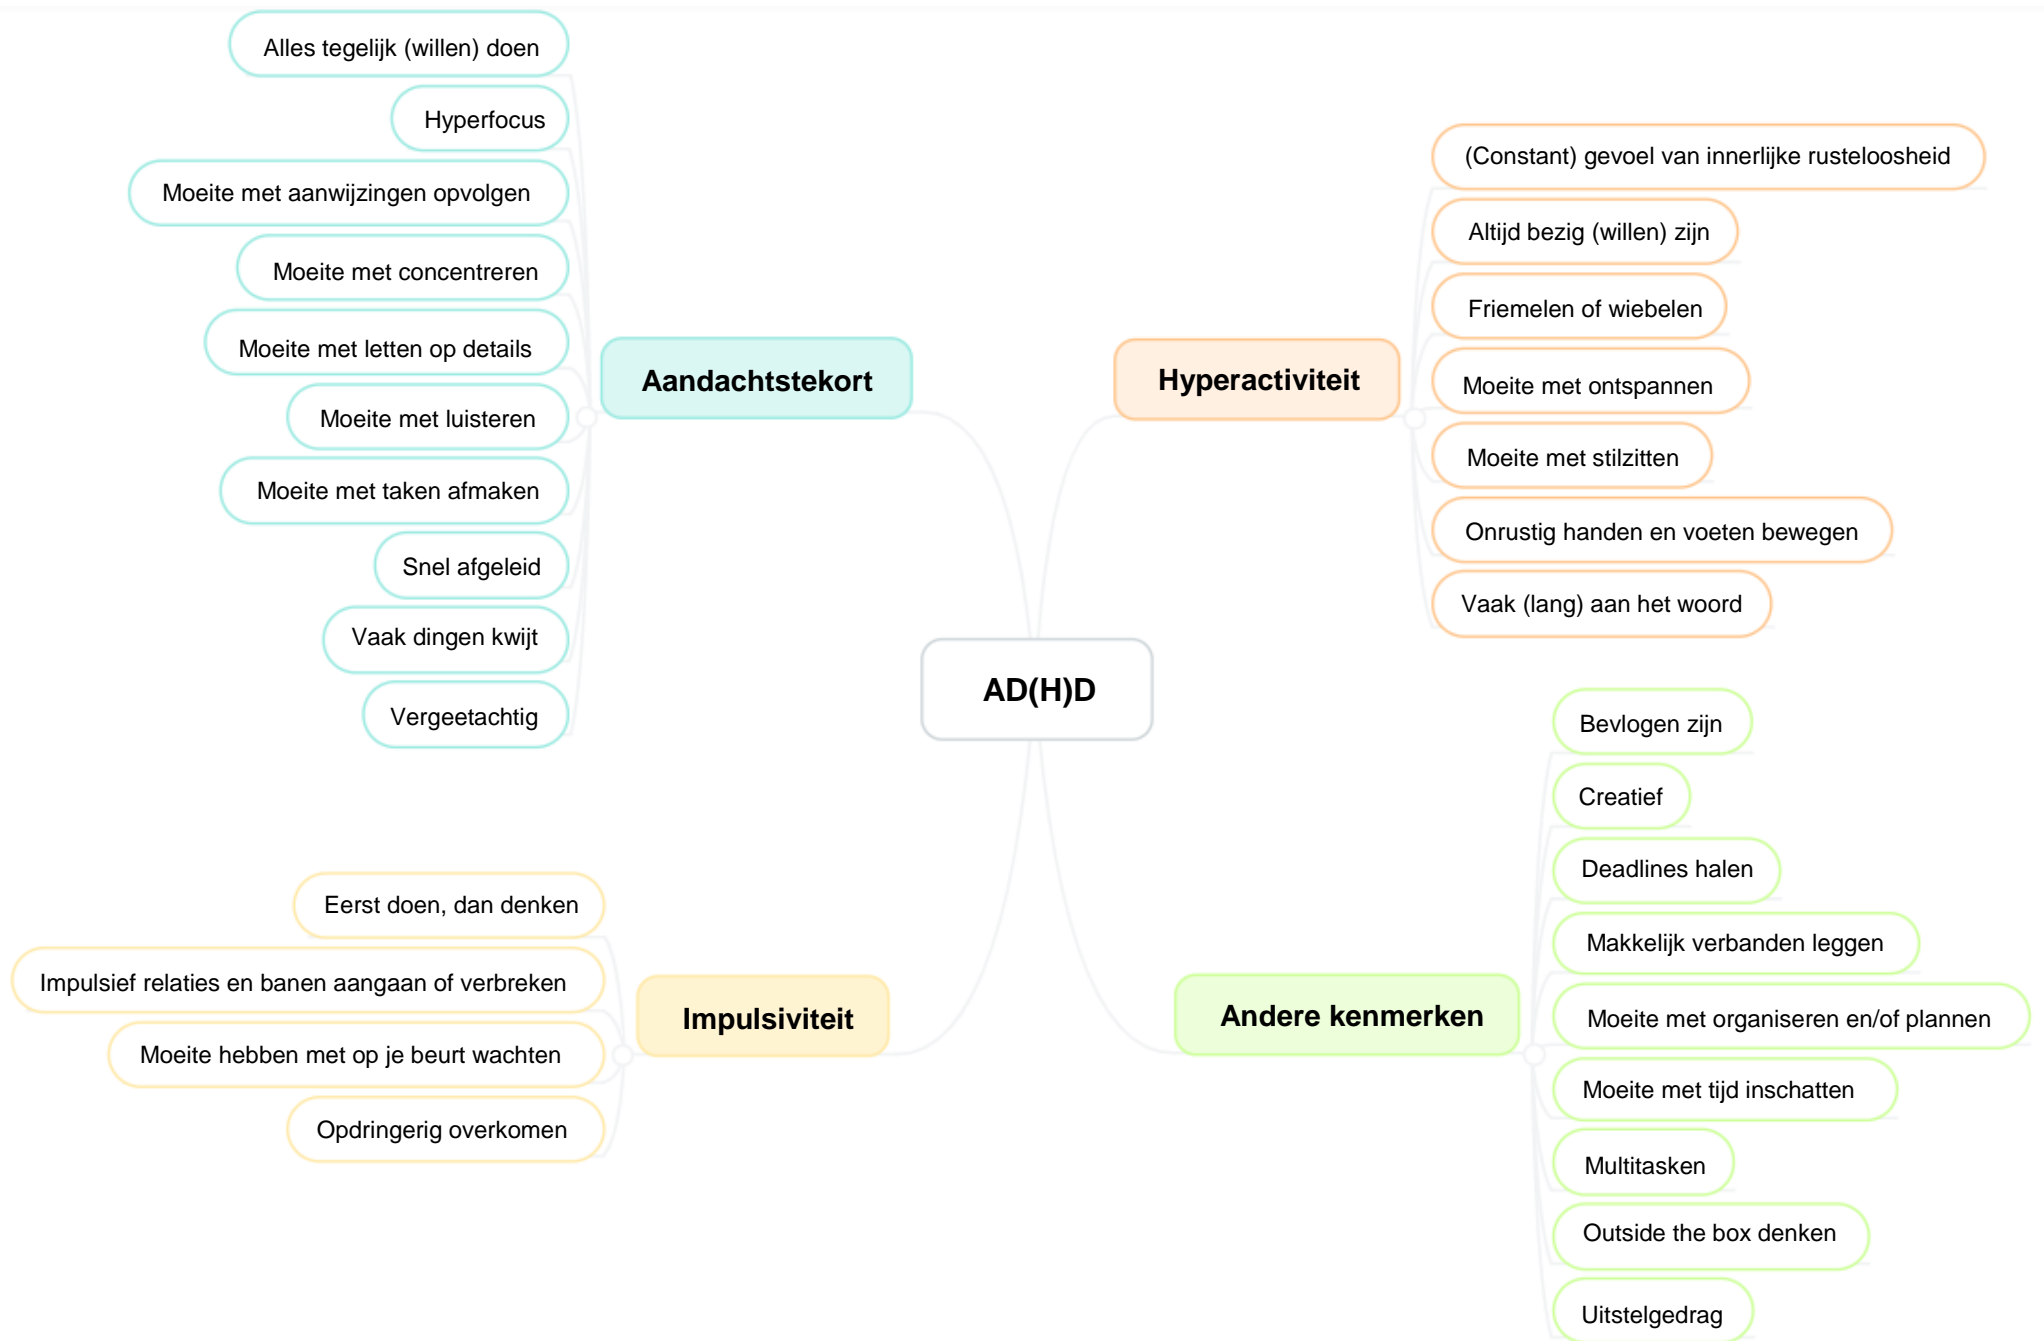 Alles tegelijk (willen) doen
Hyperfocus
Moeite met aanwijzingen opvolgen
Moeite met concentreren
Moeite met letten op details
Moeite met luisteren
Moeite met taken afmaken
Snel afgeleid
Vaak dingen kwijt
Vergeetachtig
Aandachtstekort
Hyperactiviteit
(Constant) gevoel van innerlijke rusteloosheid
Altijd bezig (willen) zijn
Friemelen of wiebelen
Moeite met ontspannen
Moeite met stilzitten
Onrustig handen en voeten bewegen
Vaak (lang) aan het woord
AD(H)D
Eerst doen, dan denken
Impulsief relaties en banen aangaan of verbreken
Moeite hebben met op je beurt wachten
Opdringerig overkomen
Impulsiviteit
Andere kenmerken
Bevlogen zijn
Creatief
Deadlines halen
Makkelijk verbanden leggen
Moeite met organiseren en/of plannen
Moeite met tijd inschatten
Multitasken
Outside the box denken
Uitstelgedrag